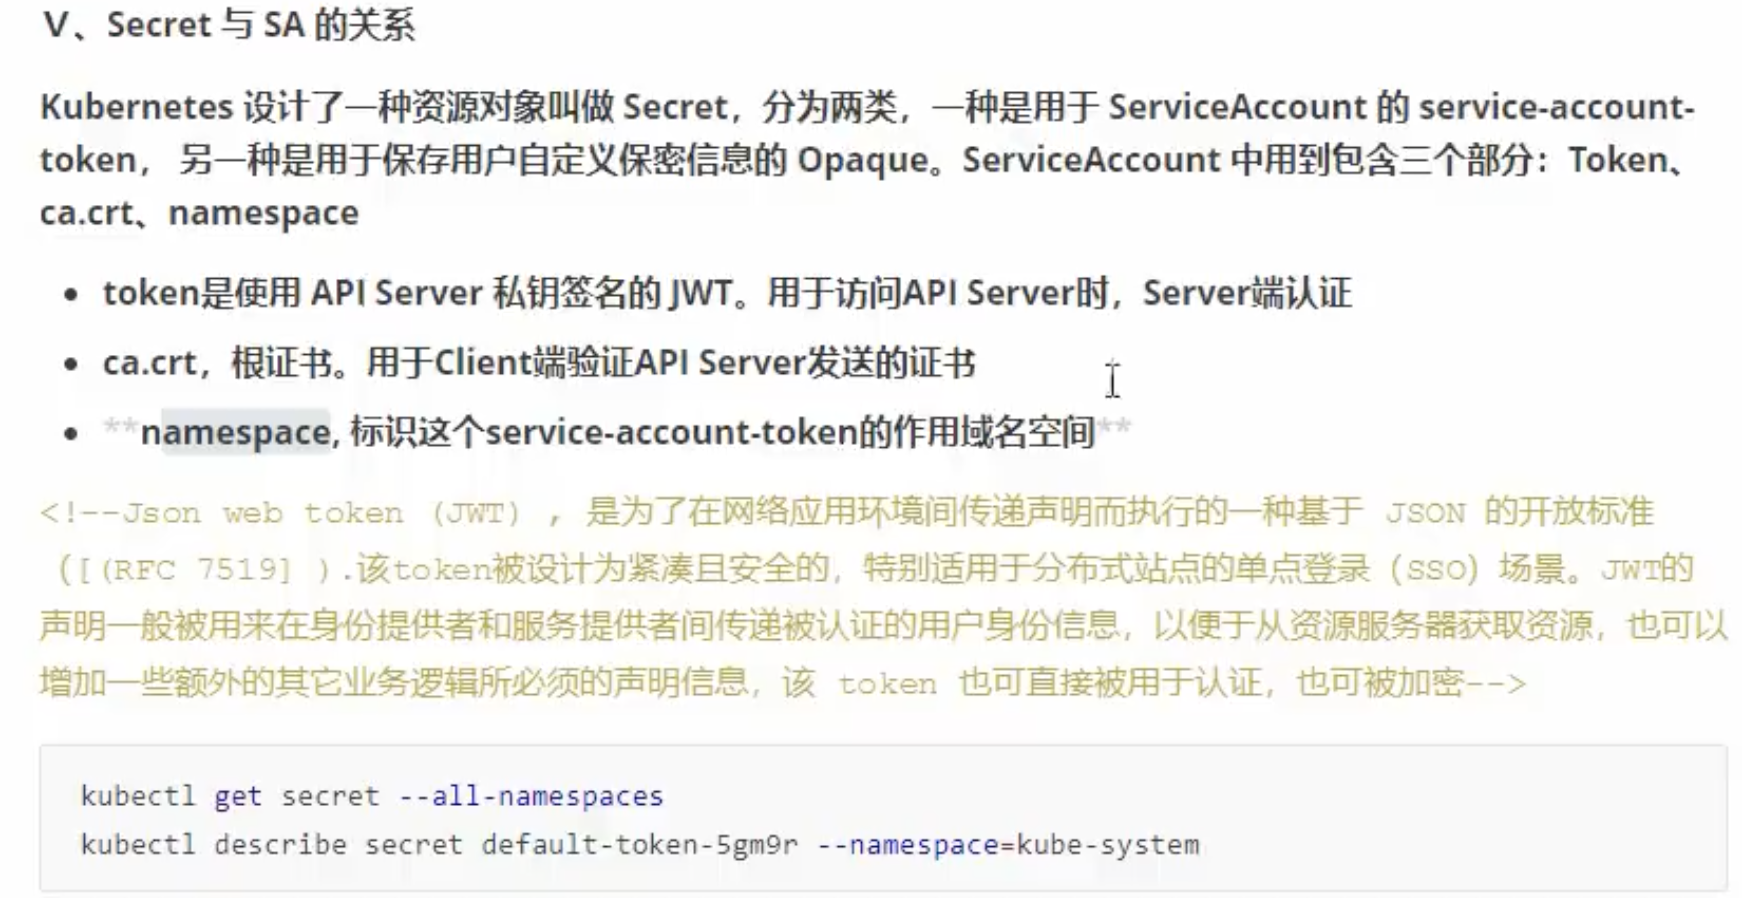 Ⅴ、Secret 与 SA 的关系
Kubernetes 设计了一种资源对象叫做 Secret，分为两类，一种是用于 ServiceAccount 的 service-account-
token， 另一种是用于保存用户自定义保密信息的 Opaque。ServiceAccount 中用到包含三个部分：Token、
ca.crt、namespace
• token是使用 API Server 私钥签名的 JWT。用于访问API Server时，Server端认证
• ca.crt，根证书。用于Client端验证API Server发送的证书
• **namespace, 标识这个service-account-token的作用域名空间**
<!--Json web token (JWT) , 是为了在网络应用环境间传递声明而执行的一种基于 JSON 的开放标准
([(RFC 7519] ).该token被设计为紧凑且安全的，特别适用于分布式站点的单点登录（SSO）场景。JWT的
声明一般被用来在身份提供者和服务提供者间传递被认证的用户身份信息，以便于从资源服务器获取资源，也可以
增加一些额外的其它业务逻辑所必须的声明信息，该 token 也可直接被用于认证，也可被加密-->
kubectl get secret --all-namespaces
kubectl describe secret default-token-5gm9r --namespace=kube-system